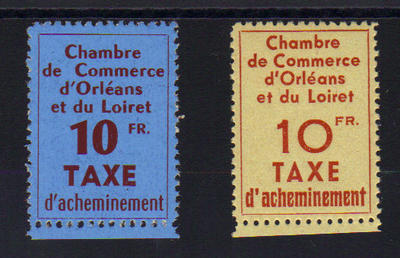 Chambre
de Commerce
d'Orléans
et du Loiret
10 FR.
TAXE
d'acheminement
Chambre
de Commerce
d'Orléans
et du Loiret
10 FR.
TAXE
d'acheminement